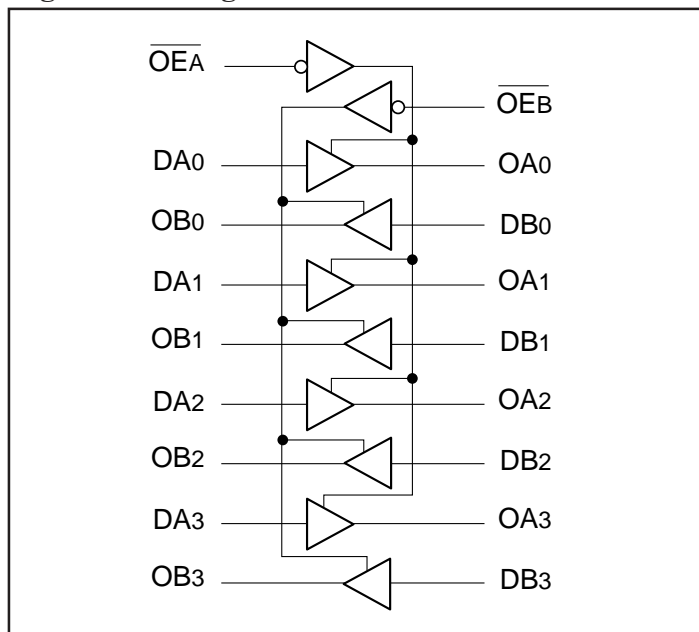 OEA
OEB
DA0 OA0
OB0 DB0
DA1 OA1
OB1 DB1
DA2 OA2
OB2 DB2
DA3 OA3
OB3 DB3